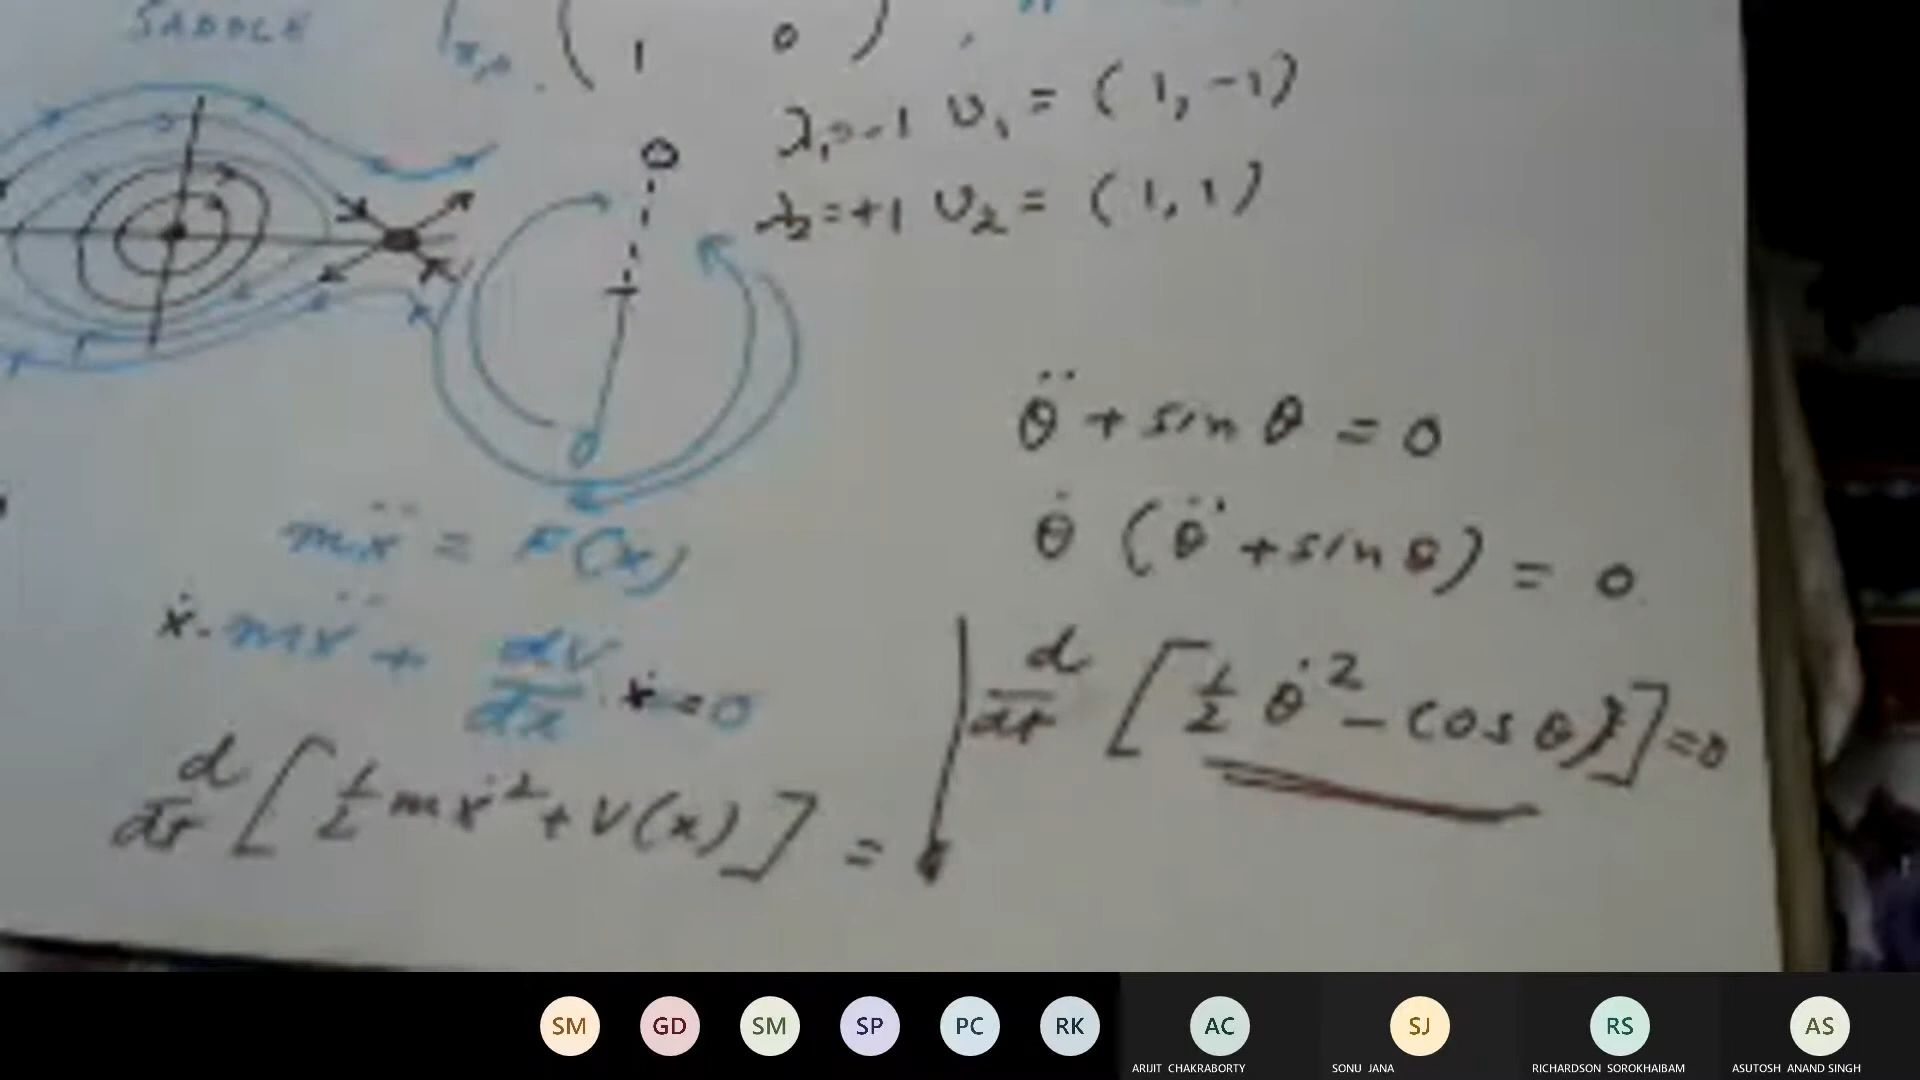 SADDLE
( 1 0 )
λ₁=-1 v₁ = (1, -1)
λ₂=+1 v₂ = (1, 1)
θ̈ + sin θ = 0
θ̇ (θ̈ + sin θ) = 0
mẍ = F(x)
ẋ. mẍ + dV/dx . ẋ = 0
d/dt [½ θ̇² - cos θ}] = 0
d/dt [½ mẋ² + V(x)] =
SM GD SM SP PC RK AC SJ RS AS
ARIJIT CHAKRABORTY SONU JANA RICHARDSON SOROKHAIBAM ASUTOSH ANAND SINGH